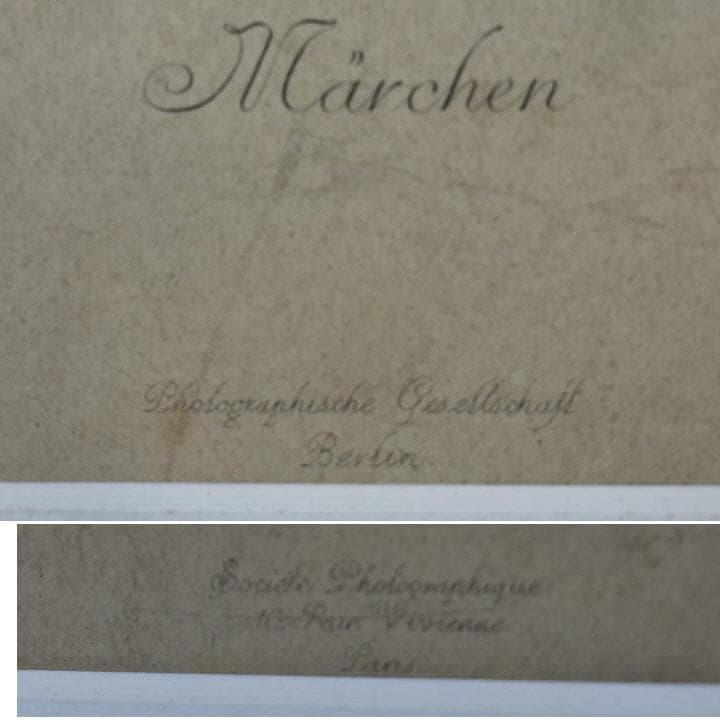 Märchen
Photographische Gesellschaft
Berlin
Société Photographique
Rue Vivienne
Paris